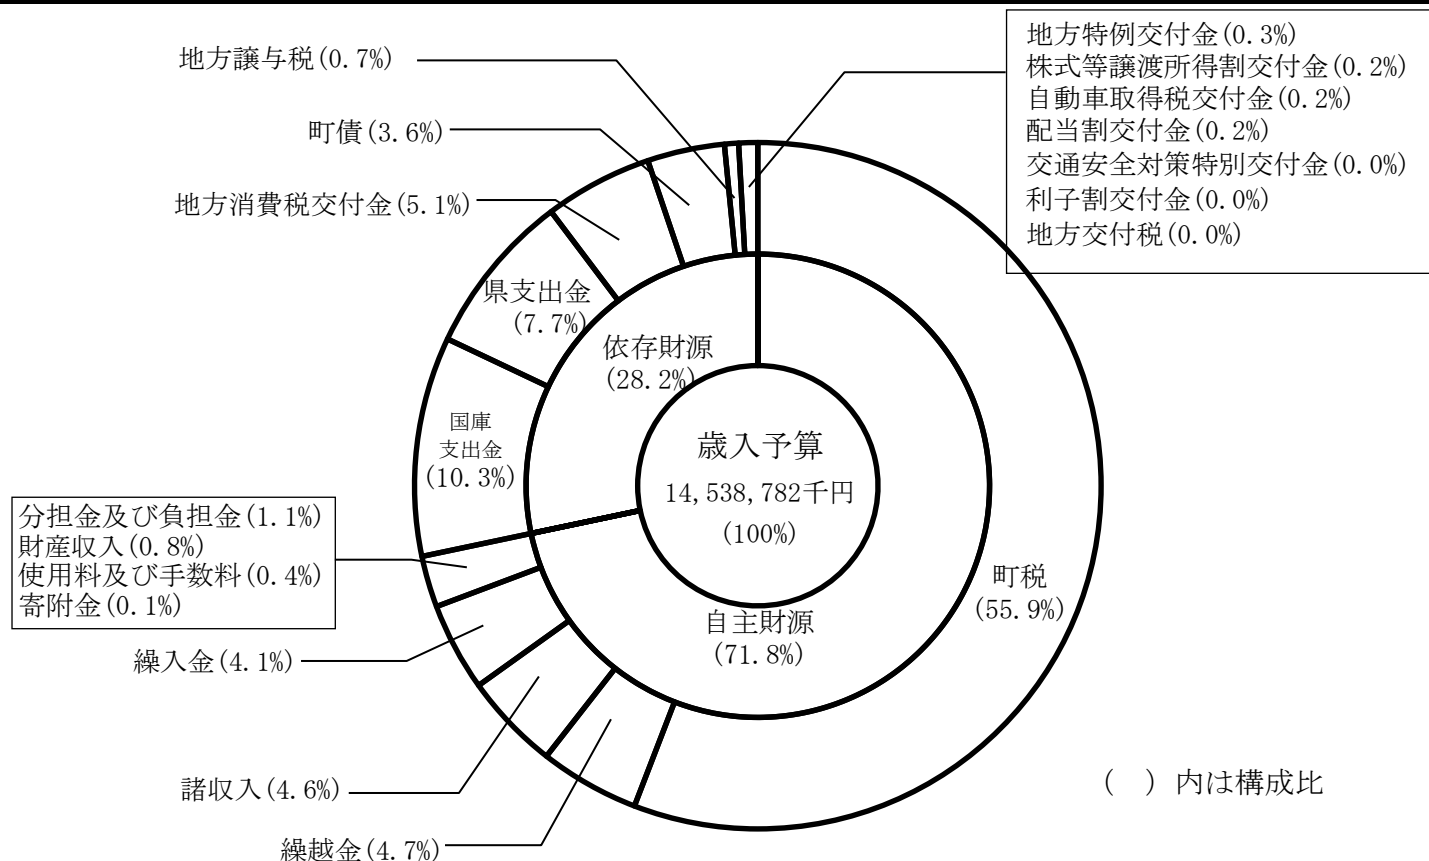 地方譲与税(0.7%)
町債(3.6%)
地方消費税交付金(5.1%)
県支出金
(7.7%)
国庫
支出金
(10.3%)
地方特例交付金(0.3%)
株式等譲渡所得割交付金(0.2%)
自動車取得税交付金(0.2%)
配当割交付金(0.2%)
交通安全対策特別交付金(0.0%)
利子割交付金(0.0%)
地方交付税(0.0%)
依存財源
(28.2%)
歳入予算
14,538,782千円
(100%)
自主財源
(71.8%)
町税
(55.9%)
分担金及び負担金(1.1%)
財産収入(0.8%)
使用料及び手数料(0.4%)
寄附金(0.1%)
繰入金(4.1%)
諸収入(4.6%)
繰越金(4.7%)
(　)内は構成比